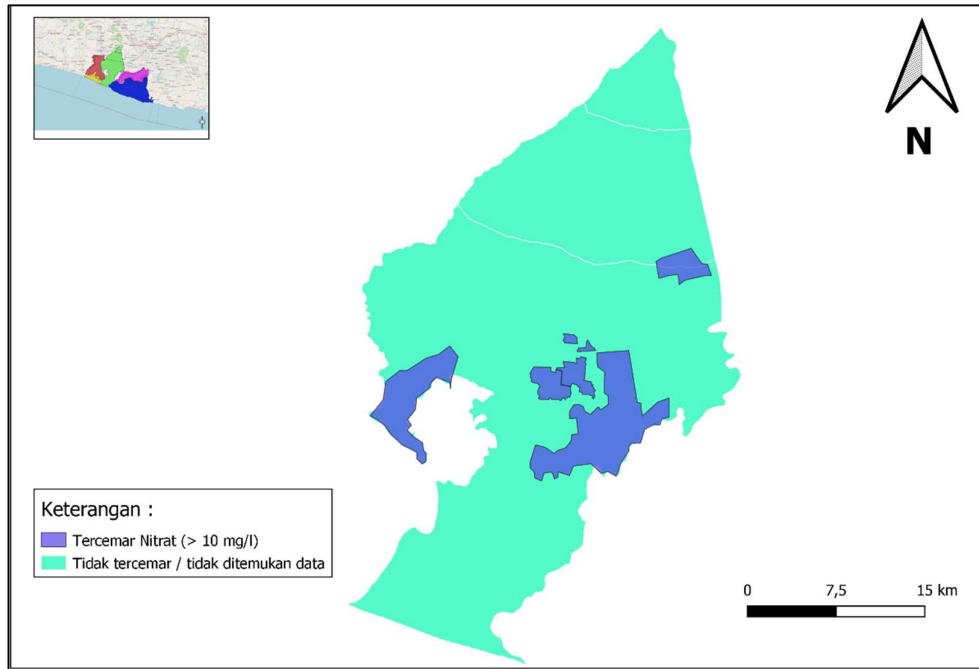 N
Keterangan :
Tercemar Nitrat (> 10 mg/l)
Tidak tercemar / tidak ditemukan data
0 7,5 15 km